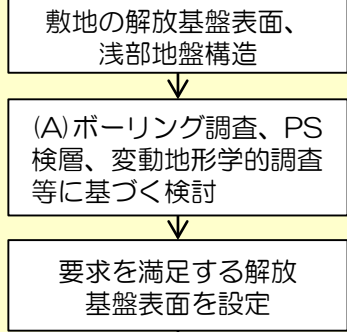 敷地の解放基盤表面、
浅部地盤構造
(A)ボーリング調査、PS
検層、変動地形学的調査
等に基づく検討
要求を満足する解放
基盤表面を設定